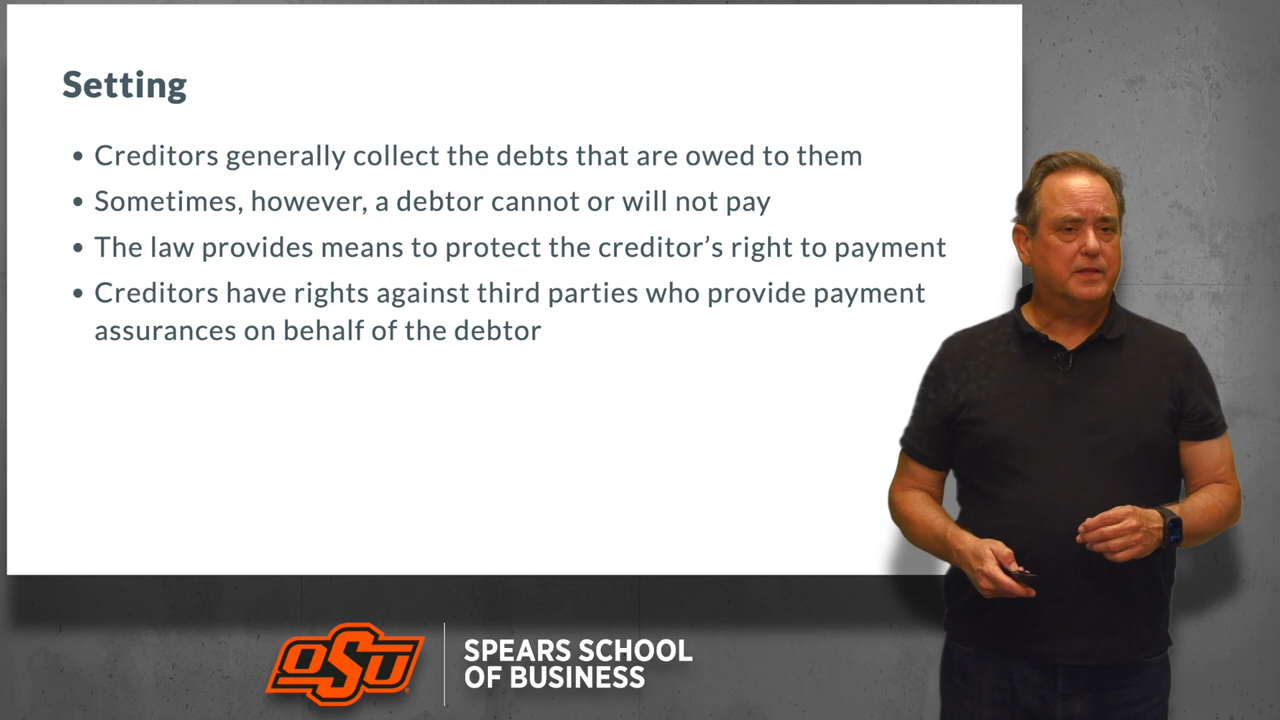 Setting
• Creditors generally collect the debts that are owed to them
• Sometimes, however, a debtor cannot or will not pay
• The law provides means to protect the creditor’s right to payment
• Creditors have rights against third parties who provide payment
assurances on behalf of the debtor
OSU
SPEARS SCHOOL
OF BUSINESS